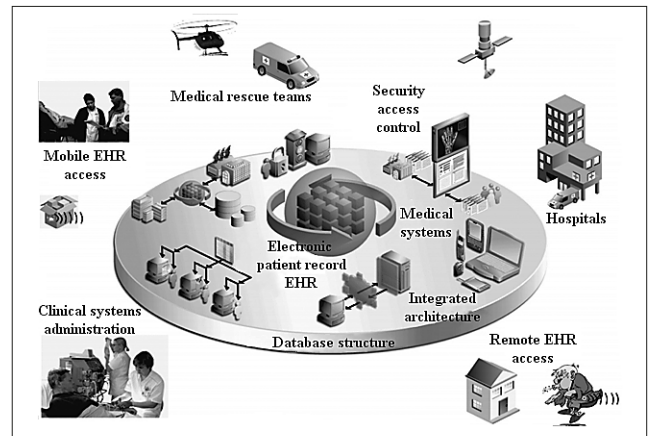 Medical rescue teams
Security
access
control
Mobile EHR
access
Hospitals
Medical
systems
Electronic
patient record
EHR
Integrated
architecture
Clinical systems
administration
Database structure
Remote EHR
access